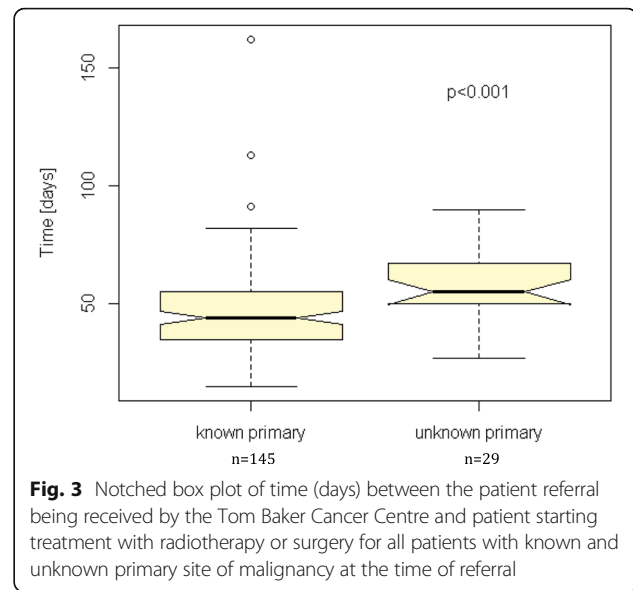 150
100
50
Time [days]
p<0.001
known primary
unknown primary
n=145
n=29
Fig. 3 Notched box plot of time (days) between the patient referral
being received by the Tom Baker Cancer Centre and patient starting
treatment with radiotherapy or surgery for all patients with known and
unknown primary site of malignancy at the time of referral